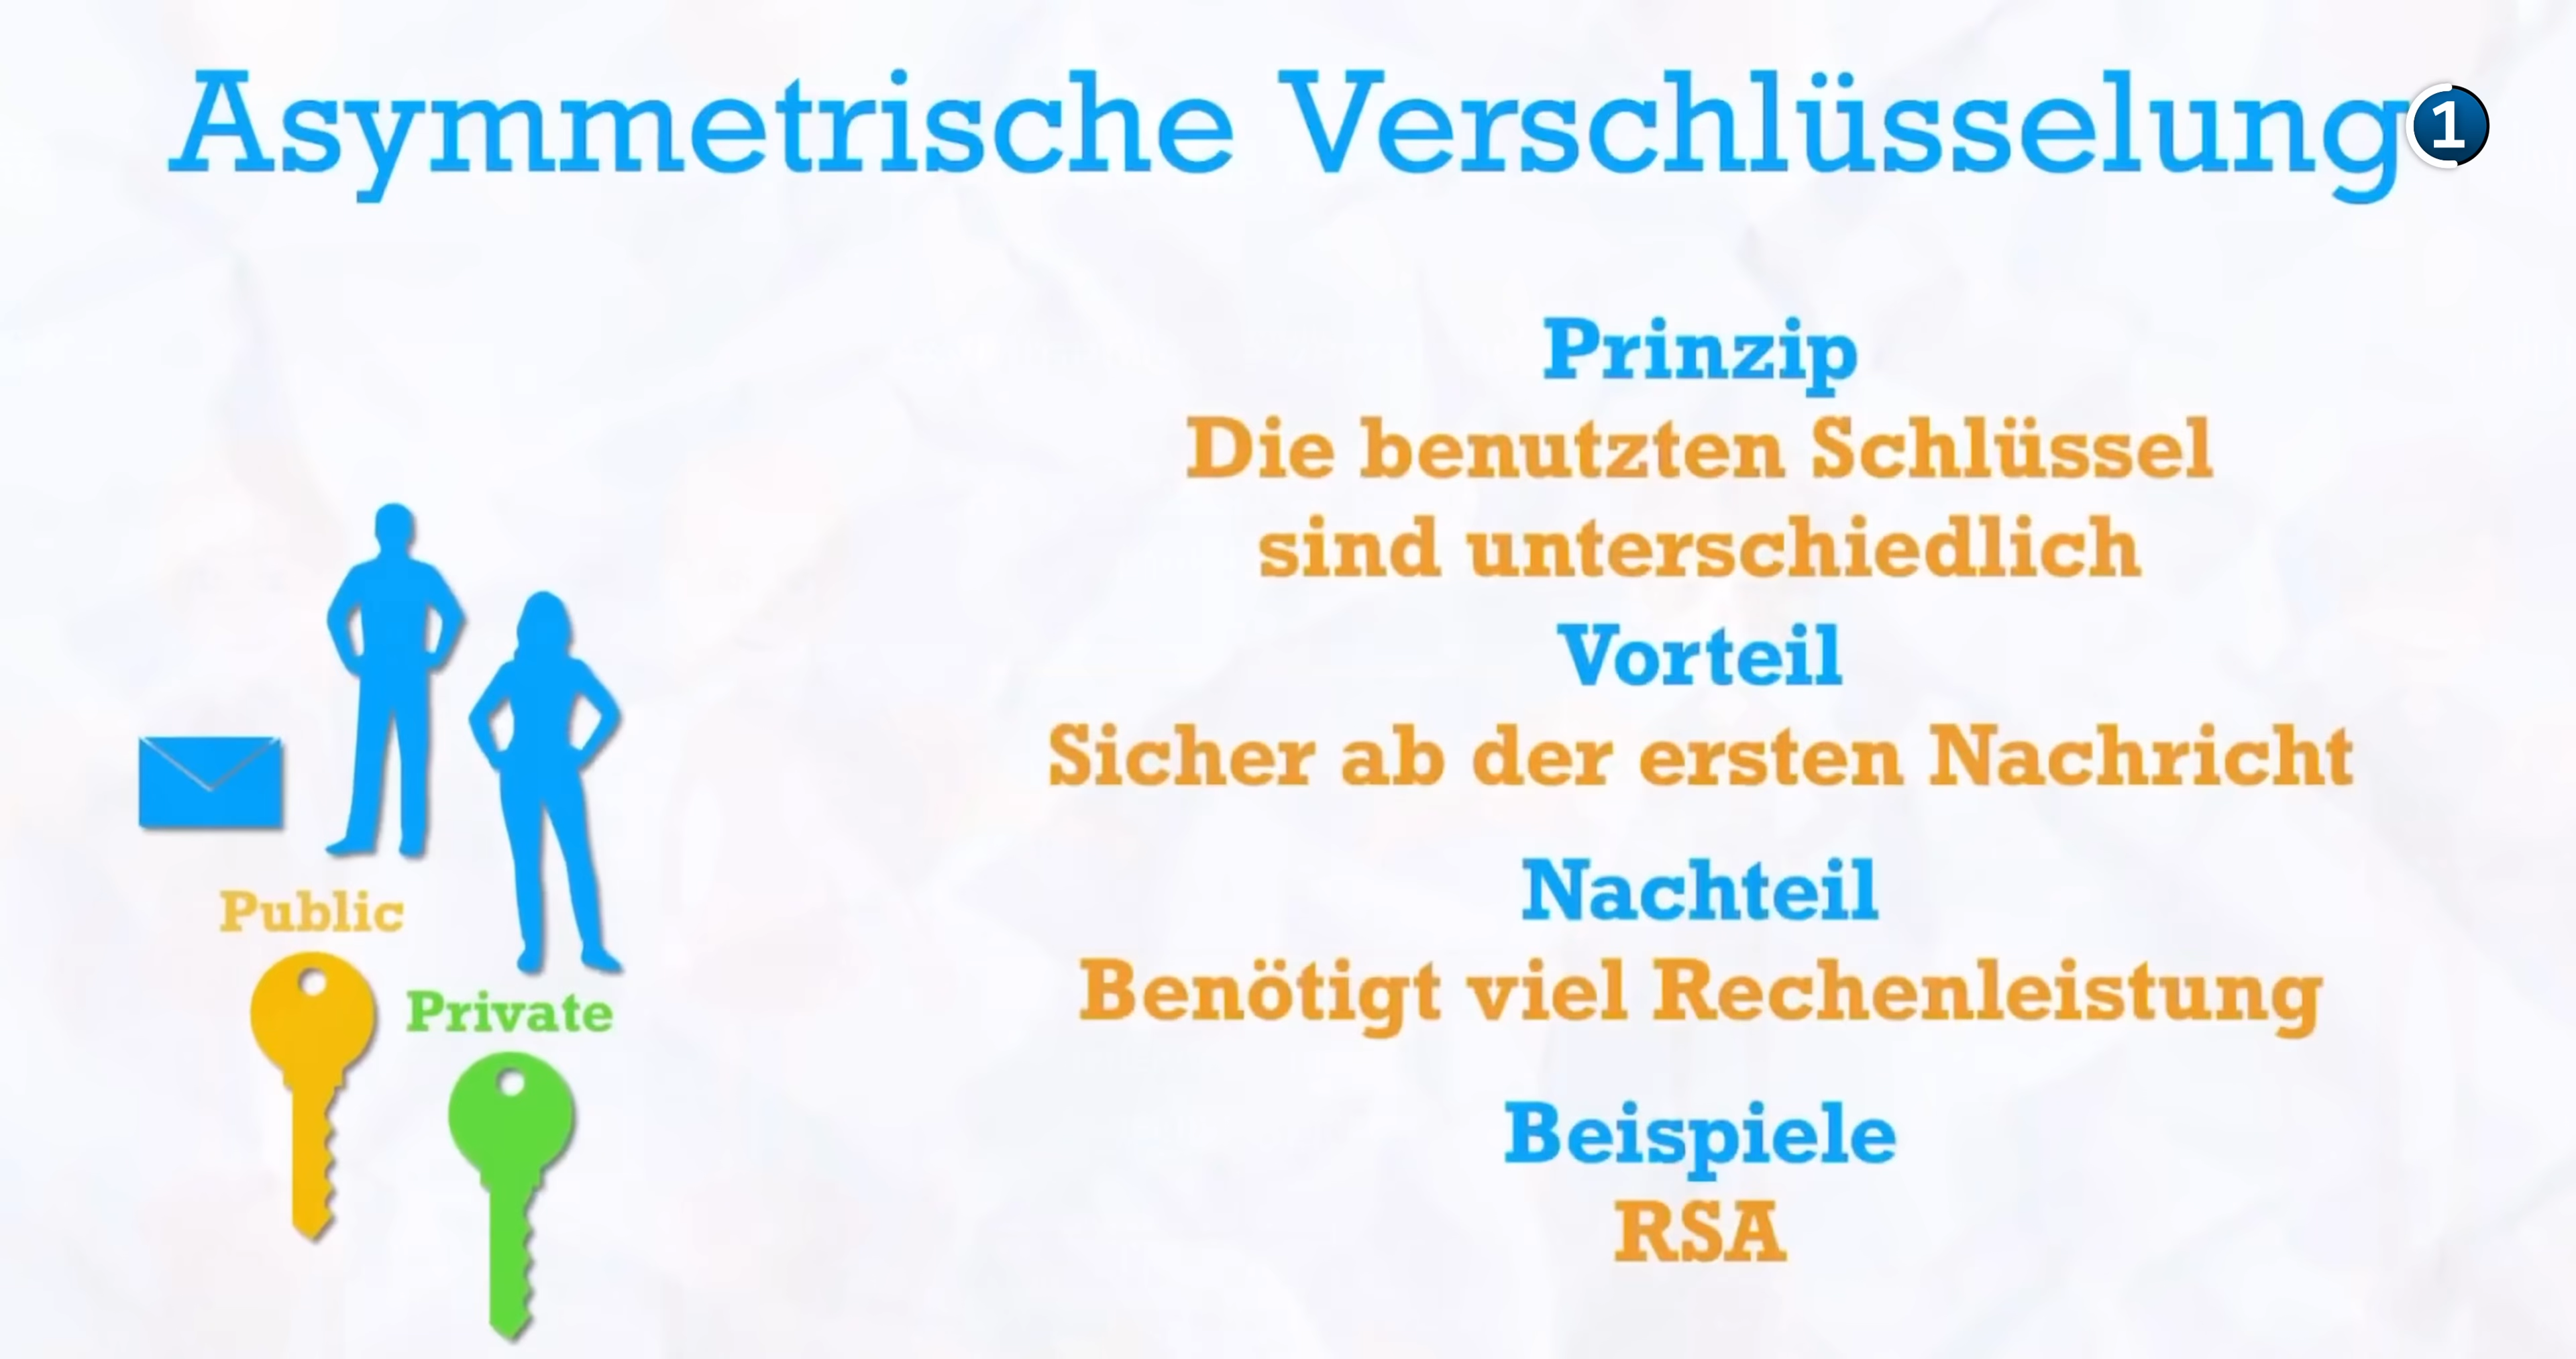 Asymmetrische Verschlüsselung
1
Prinzip
Die benutzten Schlüssel
sind unterschiedlich
Vorteil
Sicher ab der ersten Nachricht
Nachteil
Benötigt viel Rechenleistung
Beispiele
RSA
Public
Private